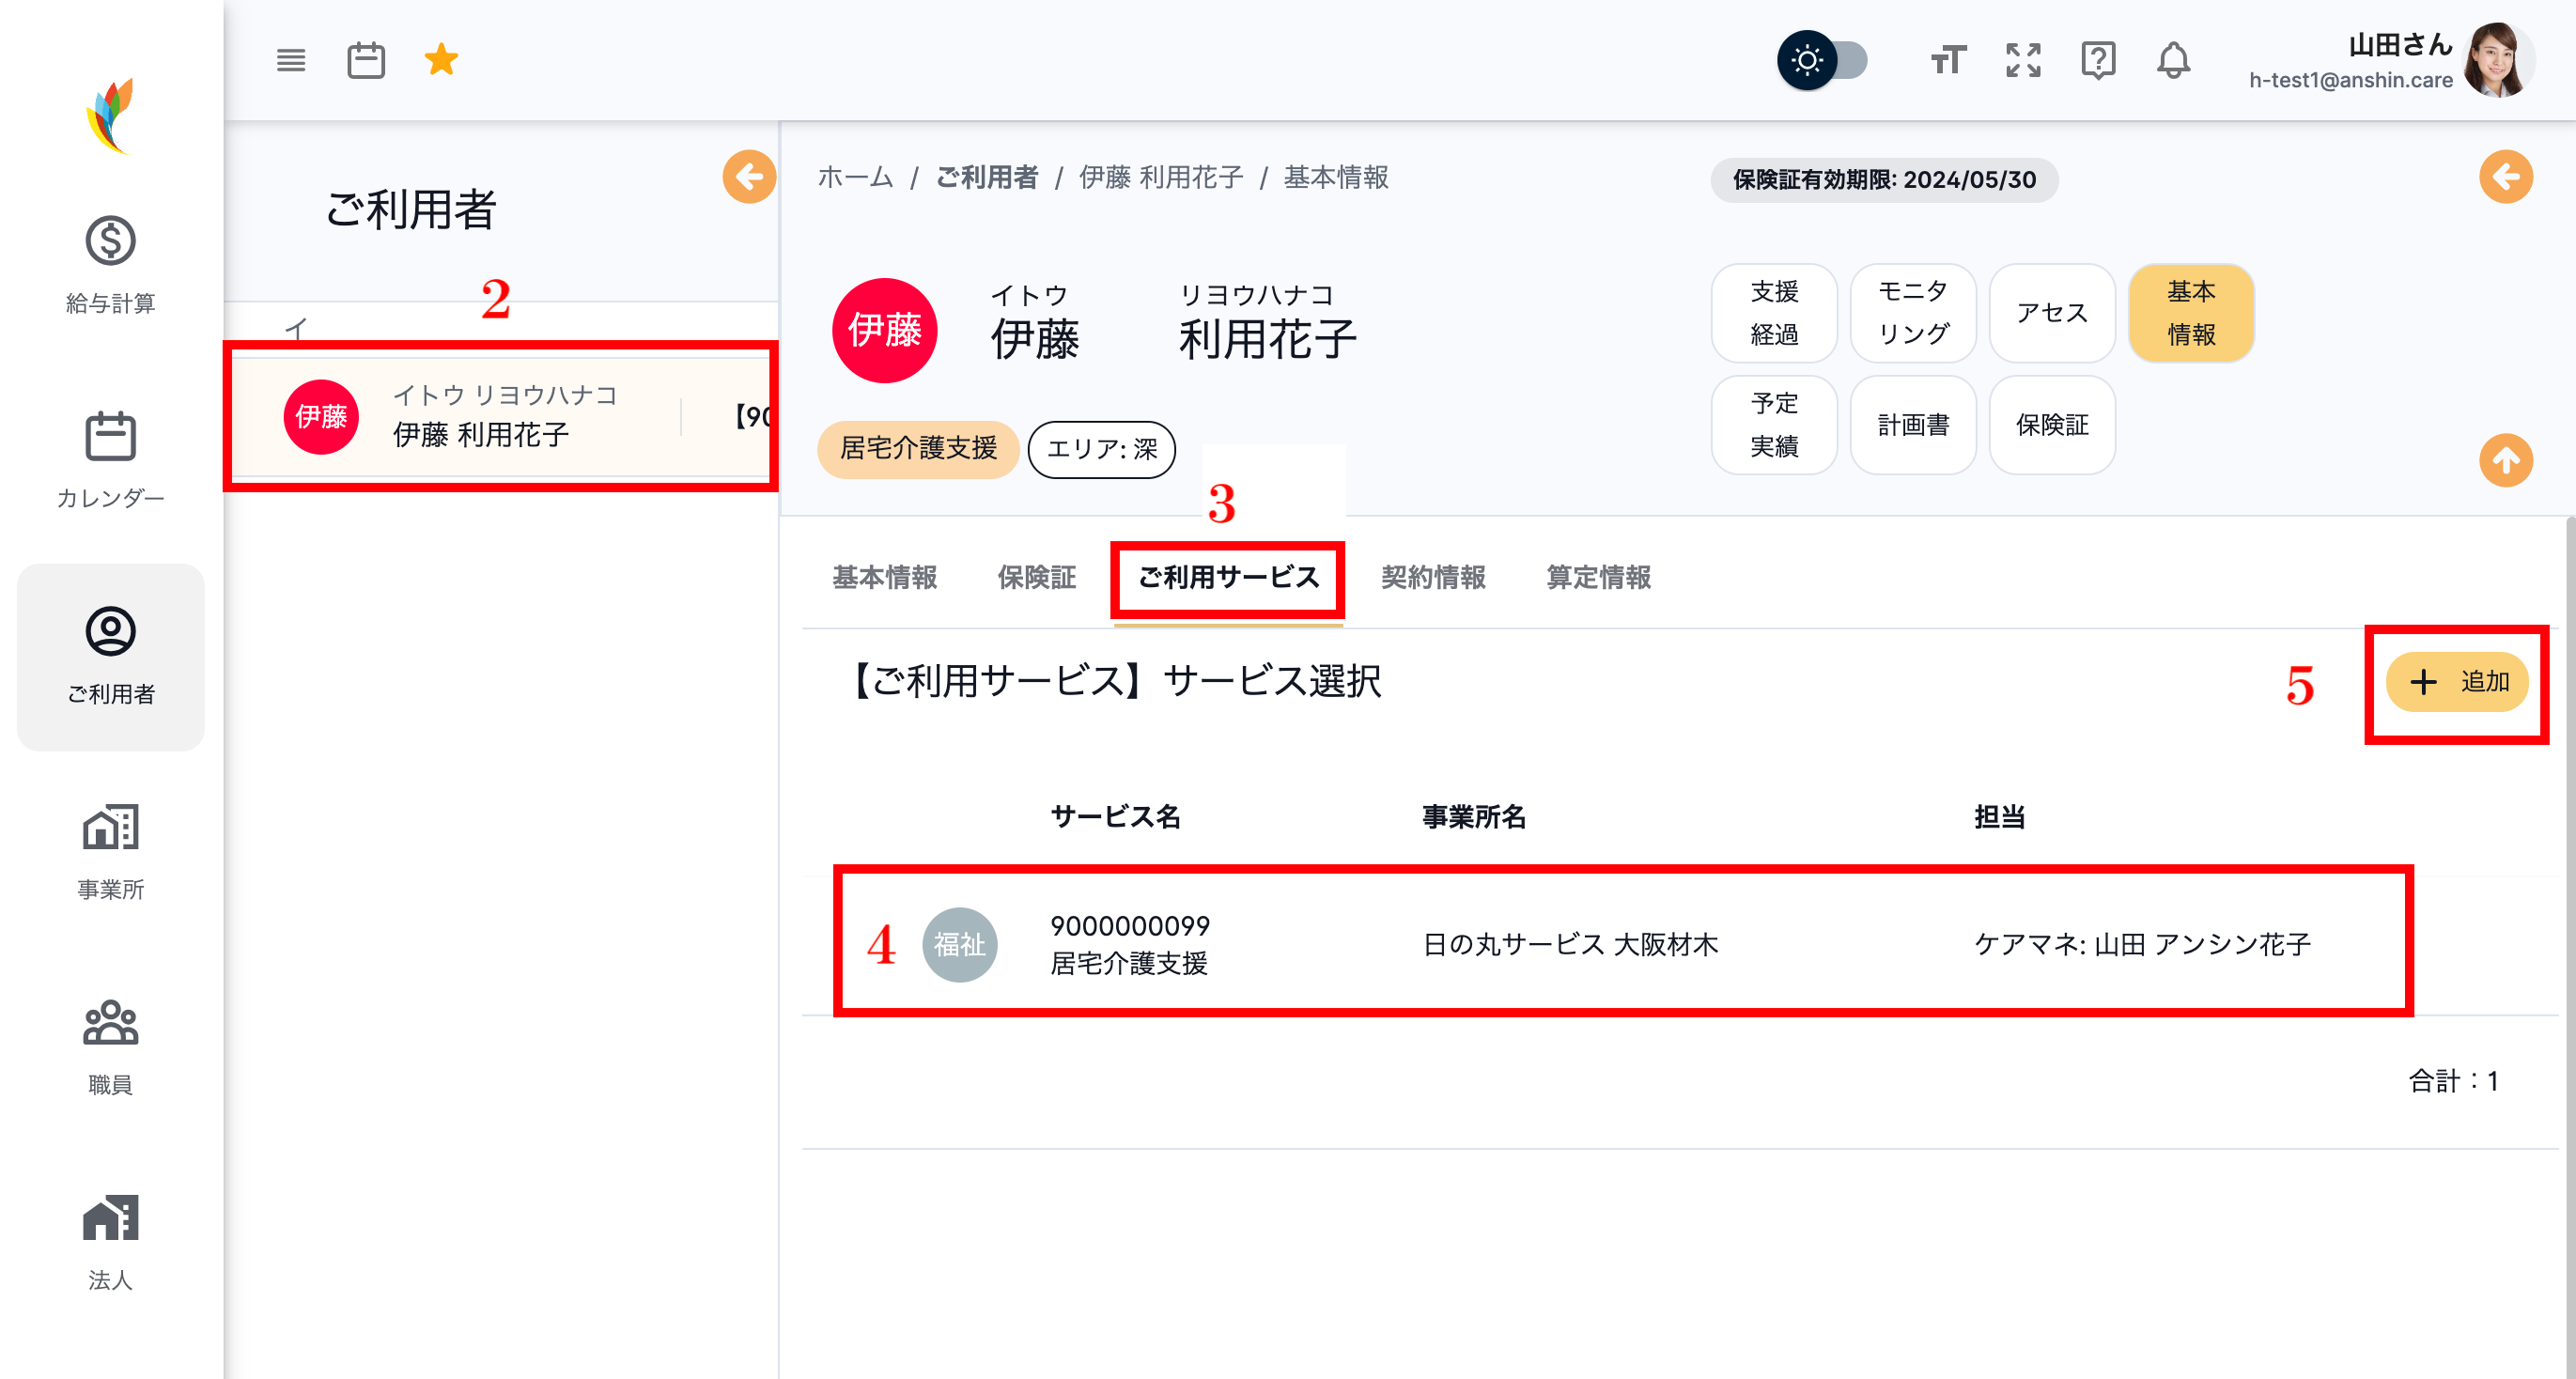 山田さん
h-test1@anshin.care
給与計算
カレンダー
ご利用者
事業所
職員
法人
ご利用者
2
イ
伊藤
イトウ リヨウハナコ
伊藤 利用花子
【90
ホーム / ご利用者 / 伊藤 利用花子 / 基本情報
保険証有効期限: 2024/05/30
伊藤
イトウ リヨウハナコ
伊藤 利用花子
居宅介護支援
エリア: 深
支援
経過
モニタ
リング
アセス
基本
情報
予定
実績
計画書
保険証
3
基本情報 保険証 ご利用サービス 契約情報 算定情報
【ご利用サービス】サービス選択
5
追加
サービス名 事業所名 担当
4
福祉
9000000099
居宅介護支援
日の丸サービス 大阪材木
ケアマネ: 山田 アンシン花子
合計：1